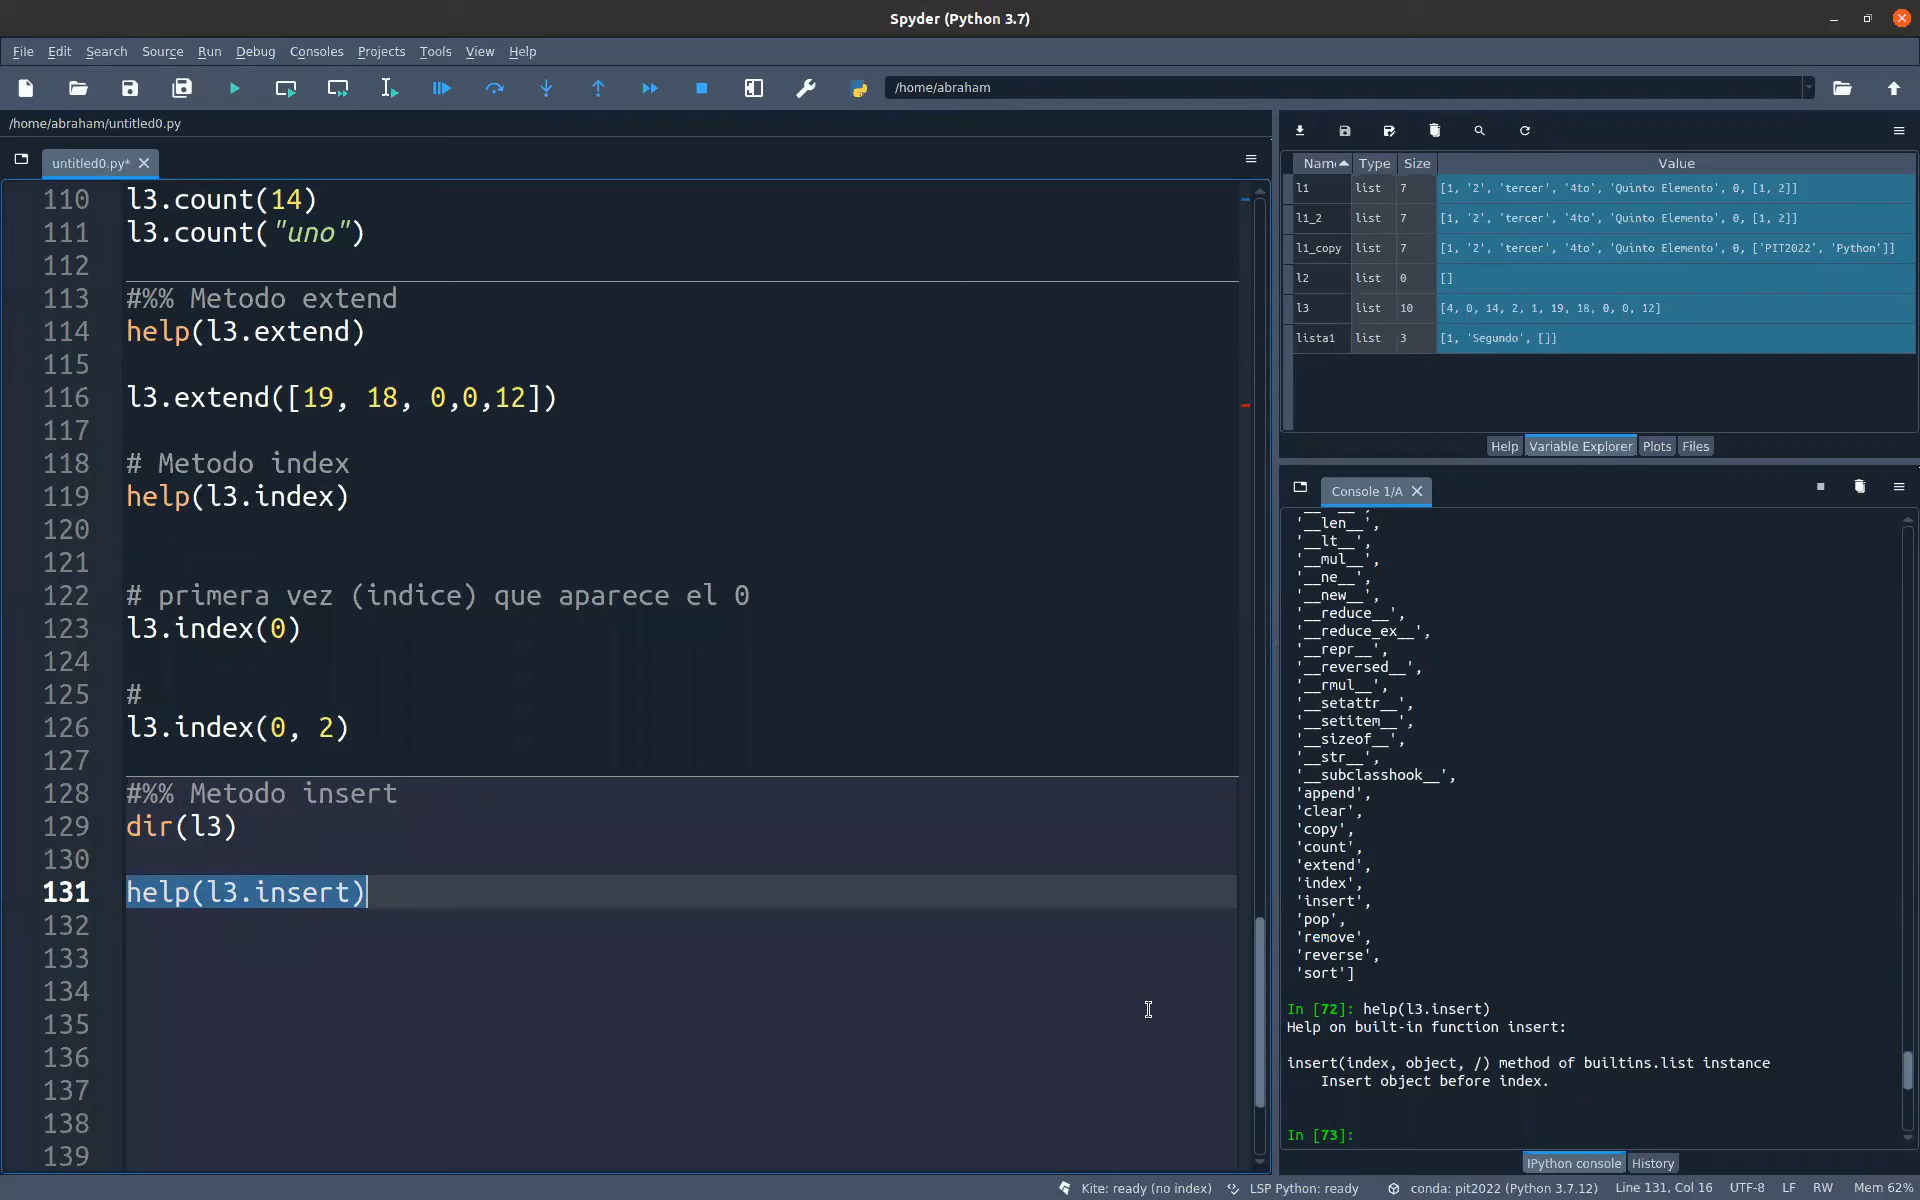 Spyder (Python 3.7)
File Edit Search Source Run Debug Consoles Projects Tools View Help
/home/abraham
/home/abraham/untitled0.py
untitled0.py*
110 l3.count(14)
111 l3.count("uno")
112
113 #%% Metodo extend
114 help(l3.extend)
115
116 l3.extend([19, 18, 0,0,12])
117
118 # Metodo index
119 help(l3.index)
120
121
122 # primera vez (indice) que aparece el 0
123 l3.index(0)
124
125 #
126 l3.index(0, 2)
127
128 #%% Metodo insert
129 dir(l3)
130
131 help(l3.insert)
132
133
134
135
136
137
138
139
Name Type Size Value
l1 list 7 [1, '2', 'tercer', '4to', 'Quinto Elemento', 0, [1, 2]]
l1_2 list 7 [1, '2', 'tercer', '4to', 'Quinto Elemento', 0, [1, 2]]
l1_copy list 7 [1, '2', 'tercer', '4to', 'Quinto Elemento', 0, ['PIT2022', 'Python']]
l2 list 0 []
l3 list 10 [4, 0, 14, 2, 1, 19, 18, 0, 0, 12]
lista1 list 3 [1, 'Segundo', []]
Help Variable Explorer Plots Files
Console 1/A
'__len__',
'__lt__',
'__mul__',
'__ne__',
'__new__',
'__reduce__',
'__reduce_ex__',
'__repr__',
'__reversed__',
'__rmul__',
'__setattr__',
'__setitem__',
'__sizeof__',
'__str__',
'__subclasshook__',
'append',
'clear',
'copy',
'count',
'extend',
'index',
'insert',
'pop',
'remove',
'reverse',
'sort']
In [72]: help(l3.insert)
Help on built-in function insert:
insert(index, object, /) method of builtins.list instance
Insert object before index.
In [73]:
IPython console History
Kite: ready (no index) LSP Python: ready conda: pit2022 (Python 3.7.12) Line 131, Col 16 UTF-8 LF RW Mem 62%